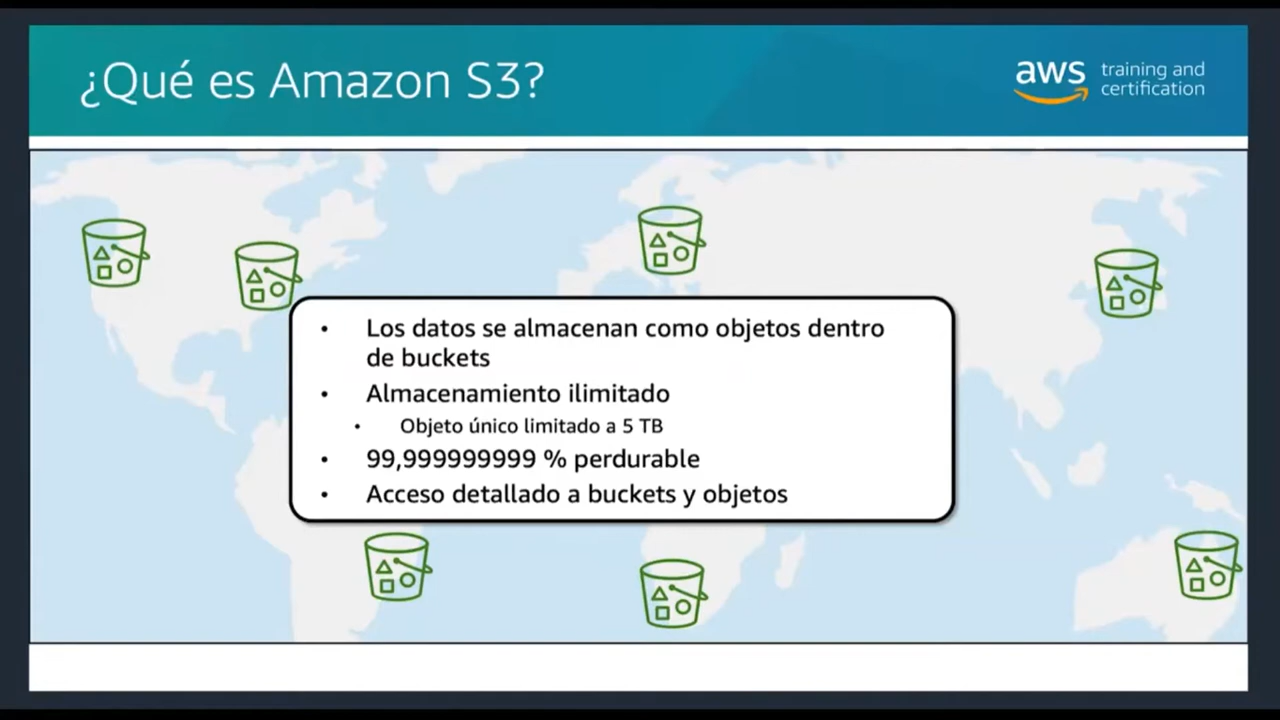 ¿Qué es Amazon S3?
aws training and
certification
• Los datos se almacenan como objetos dentro
de buckets
• Almacenamiento ilimitado
• Objeto único limitado a 5 TB
• 99,999999999 % perdurable
• Acceso detallado a buckets y objetos